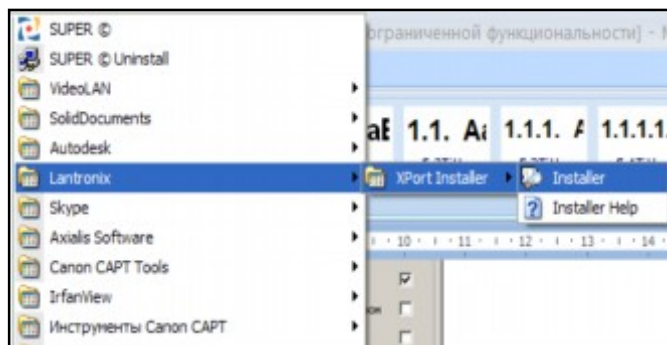 SUPER ©
SUPER © Uninstall
VideoLAN
SolidDocuments
Autodesk
Lantronix
Skype
Axialis Software
Canon CAPT Tools
IrfanView
Инструменты Canon CAPT
XPort Installer
Installer
Installer Help
ограниченной функциональности] -
1.1. Aa 1.1.1. 1.1.1.1.
10 11 12 13 14